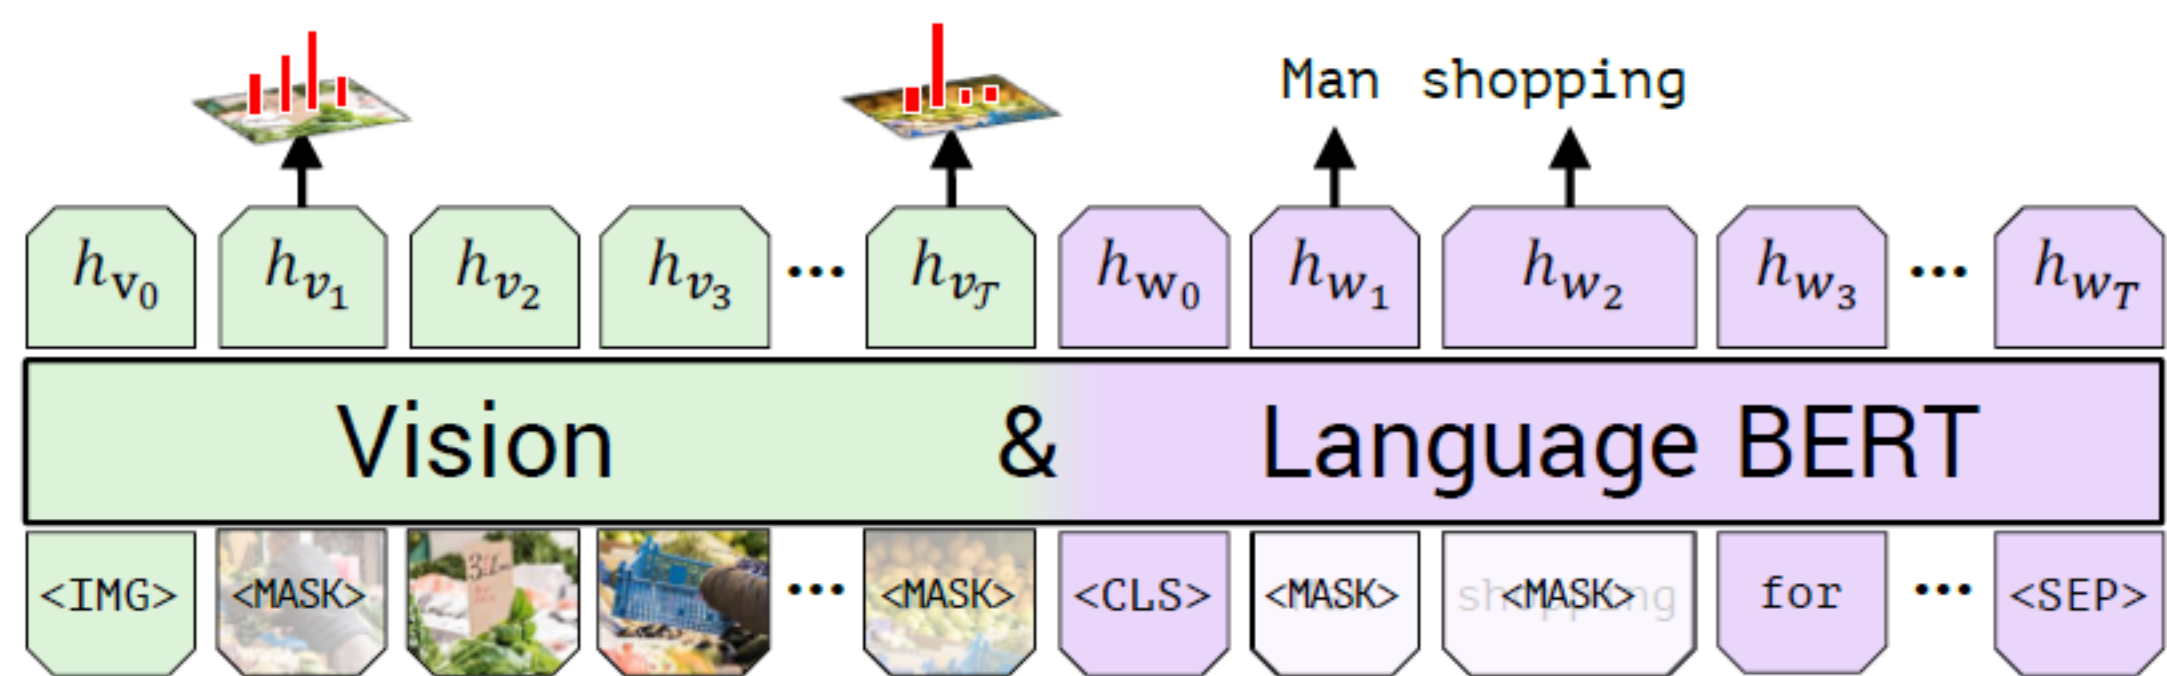 Man shopping
h_{v_0} h_{v_1} h_{v_2} h_{v_3} ... h_{v_𝒯} h_{w_0} h_{w_1} h_{w_2} h_{w_3} ... h_{w_T}
Vision & Language BERT
<IMG> <MASK> <MASK> <CLS> <MASK> shopping <MASK> for ... <SEP>